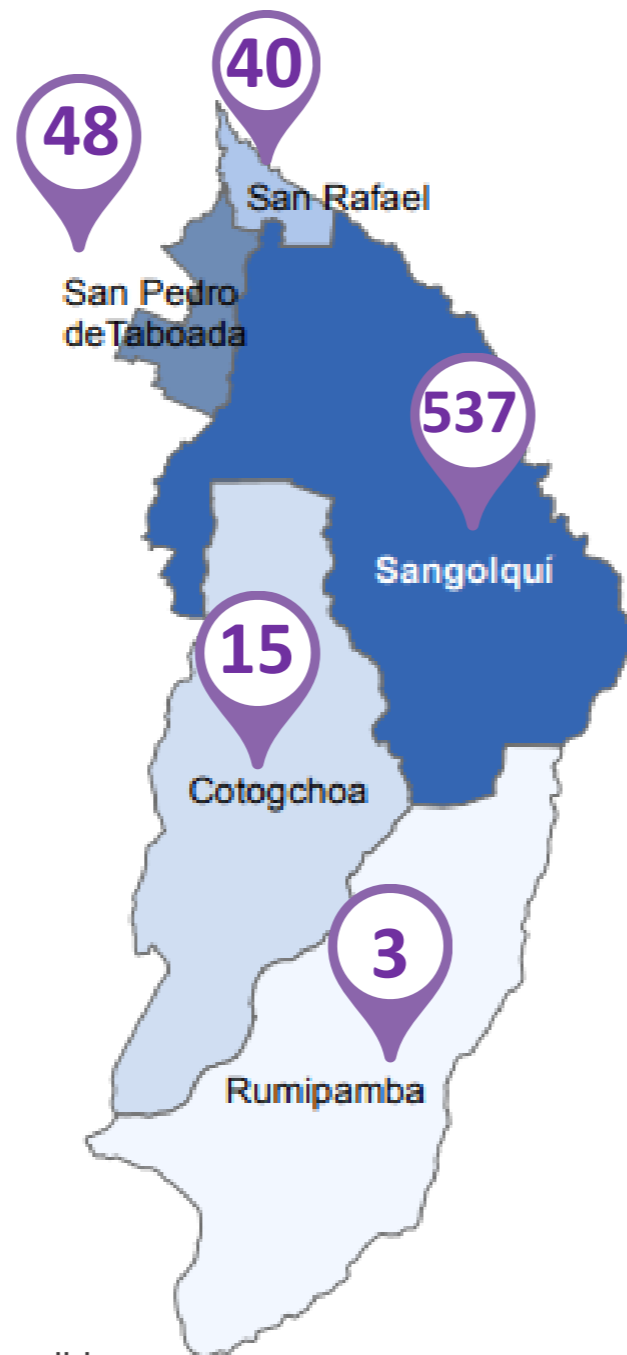 40
48
San Rafael
San Pedro
deTaboada
537
Sangolquí
15
Cotogchoa
3
Rumipamba